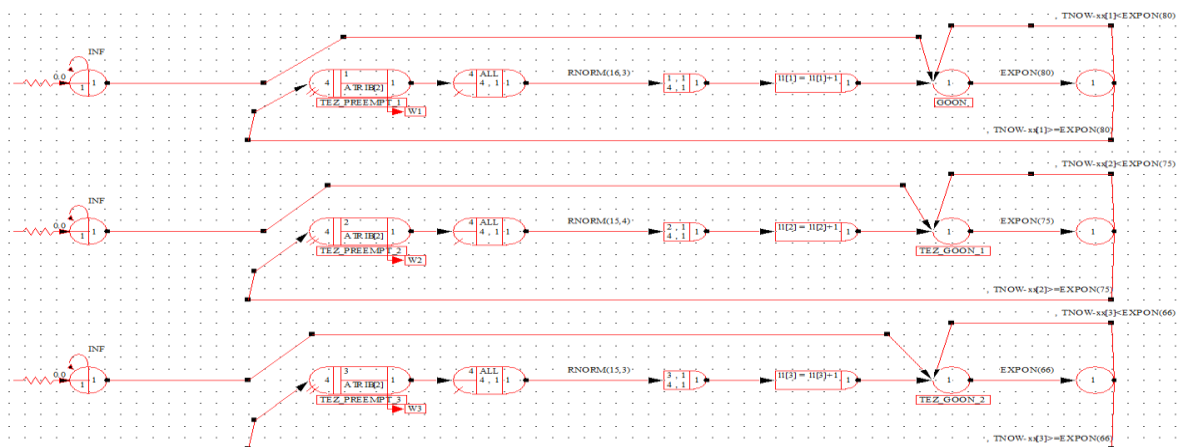 , TNOW-xx[1]<EXPON(80)
INF
0.0
1
1
4
1
ATRIB[2]
1
4
ALL
4 , 1
1
RNORM(16,3)
1 , 1
4 , 1
1
II[1] = II[1]+1
1
1
EXPON(80)
1
TEZ_PREEMPT_1
W1
GOON
, TNOW-xx[1]>=EXPON(80)
, TNOW-xx[2]<EXPON(75)
INF
0.0
1
1
4
2
ATRIB[2]
1
4
ALL
4 , 1
1
RNORM(15,4)
2 , 1
4 , 1
1
II[2] = II[2]+1
1
1
EXPON(75)
1
TEZ_PREEMPT_2
W2
TEZ_GOON_1
, TNOW-xx[2]>=EXPON(75)
, TNOW-xx[3]<EXPON(66)
INF
0.0
1
1
4
3
ATRIB[2]
1
4
ALL
4 , 1
1
RNORM(15,3)
3 , 1
4 , 1
1
II[3] = II[3]+1
1
1
EXPON(66)
1
TEZ_PREEMPT_3
W3
TEZ_GOON_2
, TNOW-xx[3]>=EXPON(66)